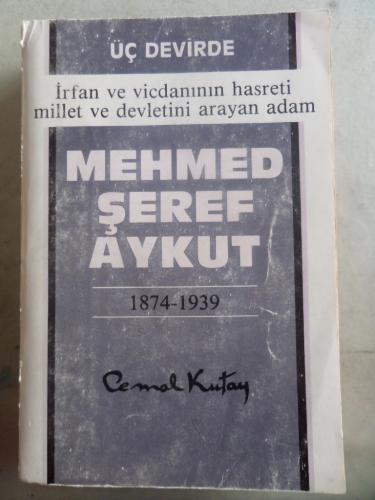 ÜÇ DEVİRDE
İrfan ve vicdanının hasreti
millet ve devletini arayan adam
MEHMED
ŞEREF
AYKUT
1874-1939
Cemal Kutay